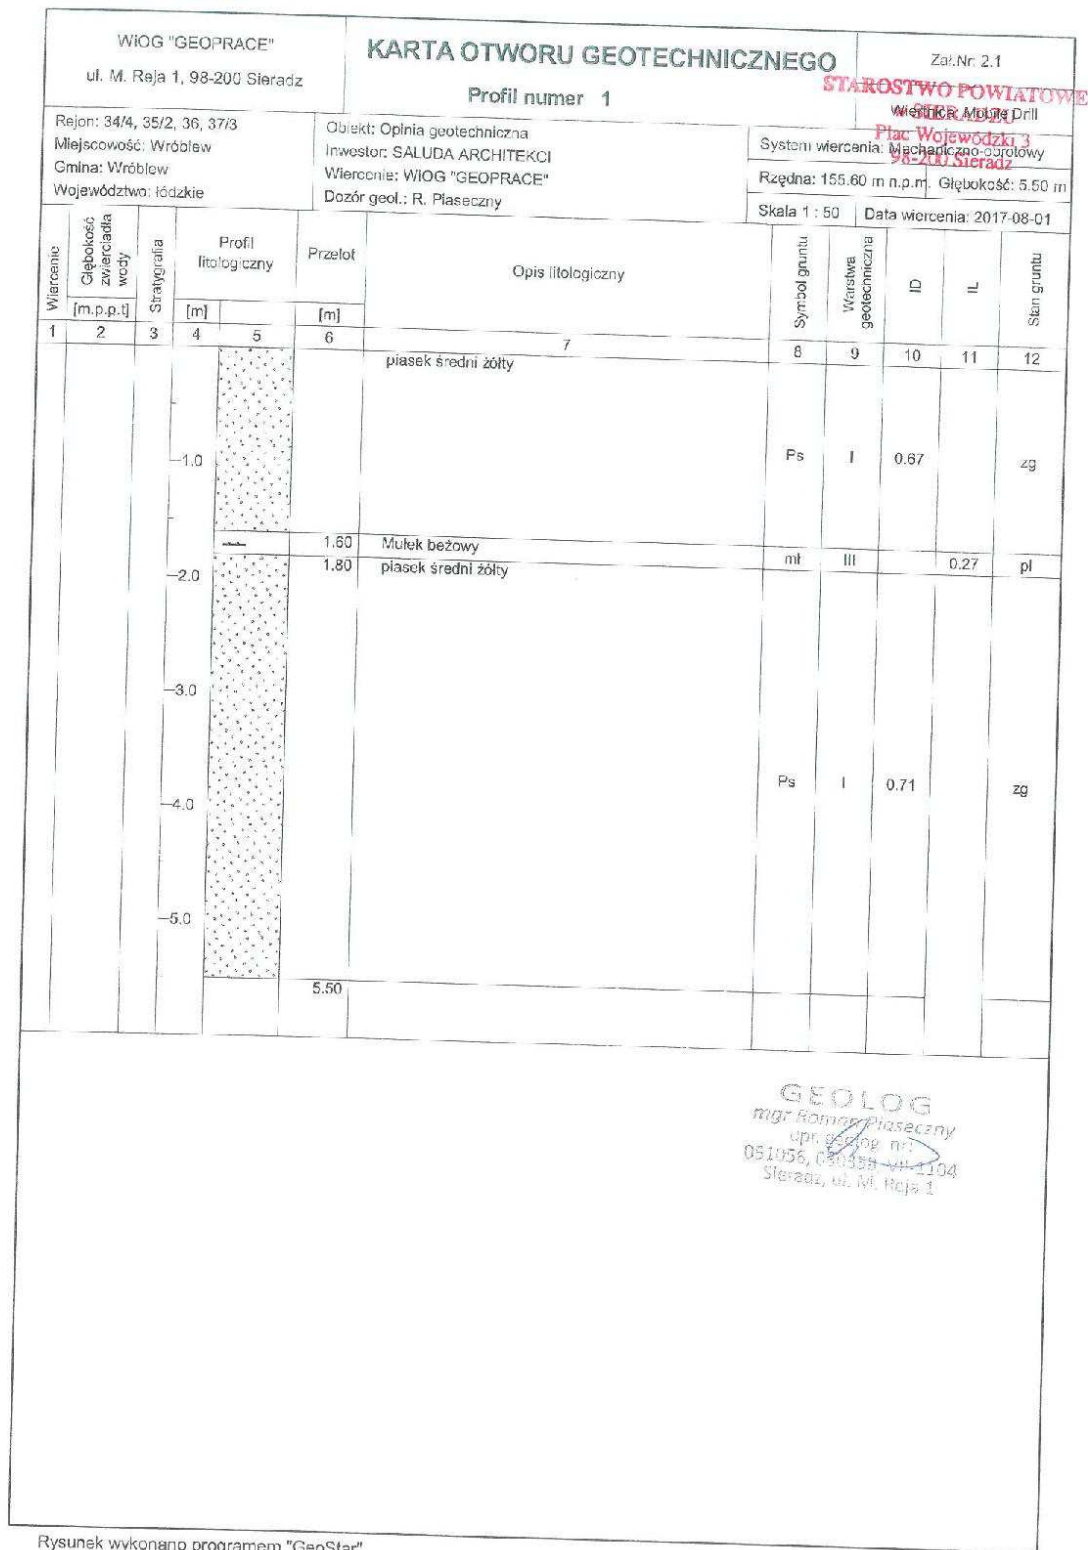 WiOG "GEOPRACE"
ul. M. Reja 1, 98-200 Sieradz
KARTA OTWORU GEOTECHNICZNEGO
Profil numer 1
Zał.Nr: 2.1
STAROSTWO POWIATOWE
w SIERADZU
Plac Wojewódzki 3
98-200 Sieradz
Wiertnica: Mobile Drill
Rejon: 34/4, 35/2, 36, 37/3
Miejscowość: Wróblew
Gmina: Wróblew
Województwo: łódzkie
Obiekt: Opinia geotechniczna
Inwestor: SALUDA ARCHITEKCI
Wiercenie: WIOG "GEOPRACE"
Dozór geol.: R. Piaseczny
System wiercenia: Mechaniczno-obrotowy
Rzędna: 155.60 m n.p.m. Głębokość: 5.50 m
Skala 1 : 50 Data wiercenia: 2017-08-01
Wiercenie
Głębokość zwierciadła wody
[m.p.p.t]
Stratygrafia
Profil litologiczny
[m]
Przelot
[m]
Opis litologiczny
Symbol gruntu
Warstwa geotechniczna
ID
IL
Stan gruntu
1 2 3 4 5 6 7 8 9 10 11 12
piasek średni żółty
1.0 Ps I 0.67 zg
1.60 Mułek beżowy mł III 0.27 pl
1.80 piasek średni żółty
2.0
3.0
4.0 Ps I 0.71 zg
5.0
5.50
GEOLOG
mgr Roman Piaseczny
upr. geolog. nr:
Sieradz, ul. M. Reja 1
Rysunek wykonano programem "GeoStar"